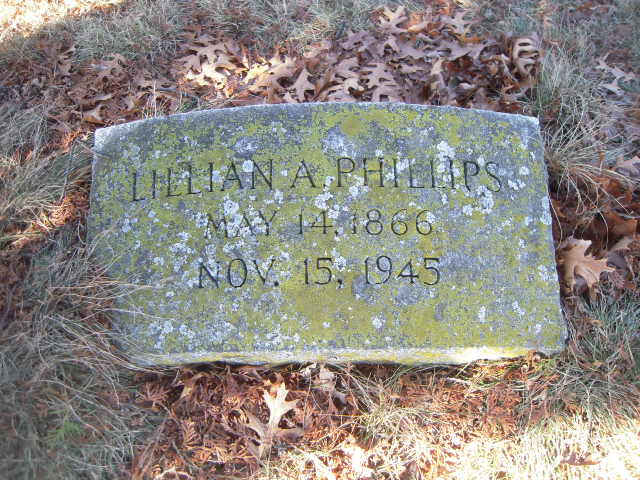 LILLIAN A. PHILLIPS
MAY 14, 1866
NOV. 15, 1945